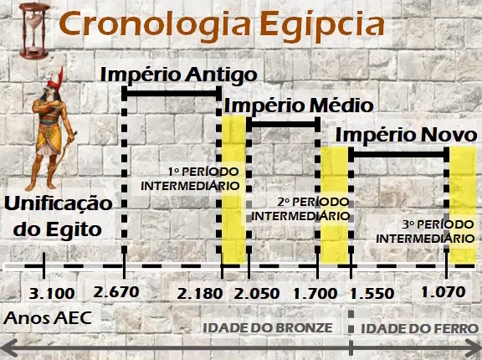 Cronologia Egípcia
Império Antigo
Império Médio
Império Novo
1º PERÍODO
INTERMEDIÁRIO
2º PERÍODO
INTERMEDIÁRIO
3º PERÍODO
INTERMEDIÁRIO
Unificação
do Egito
3.100 2.670 2.180 2.050 1.700 1.550 1.070
Anos AEC
IDADE DO BRONZE IDADE DO FERRO